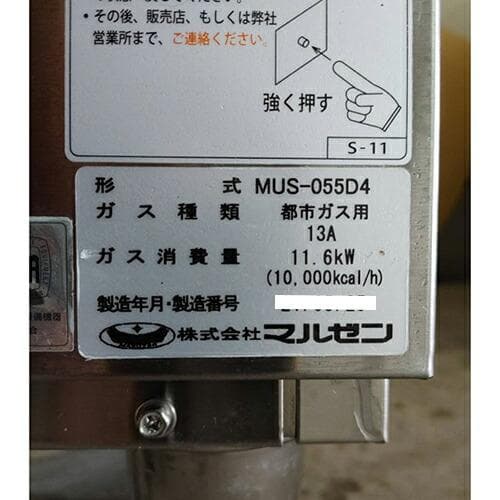 ・その後、販売店、もしくは弊社
営業所まで、ご連絡ください。
強く押す
S-11
形 式 MUS-055D4
ガス種類 都市ガス用
13A
ガス消費量 11.6kW
(10,000kcal/h)
製造年月・製造番号
株式会社 マルゼン